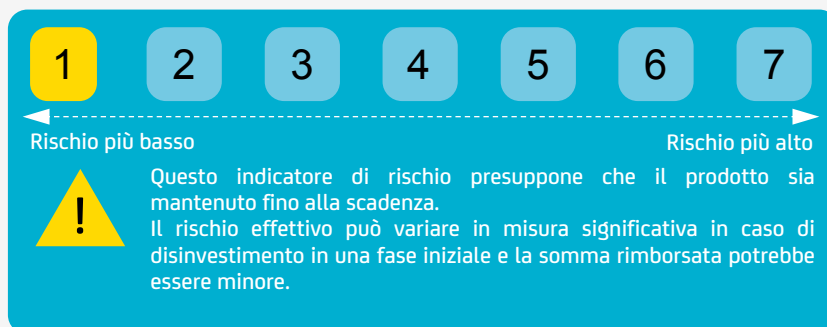 1 2 3 4 5 6 7
Rischio più basso Rischio più alto
!
Questo indicatore di rischio presuppone che il prodotto sia
mantenuto fino alla scadenza.
Il rischio effettivo può variare in misura significativa in caso di
disinvestimento in una fase iniziale e la somma rimborsata potrebbe
essere minore.